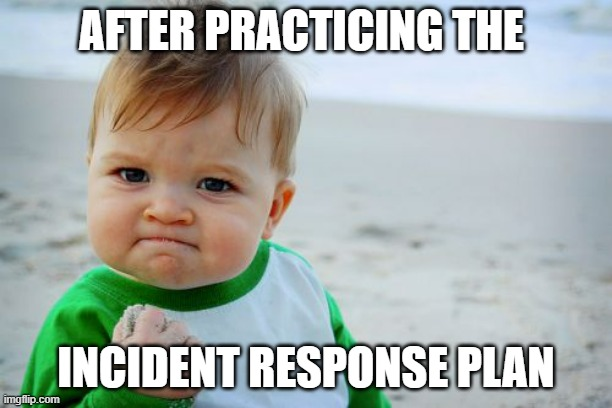 AFTER PRACTICING THE
INCIDENT RESPONSE PLAN
imgflip.com